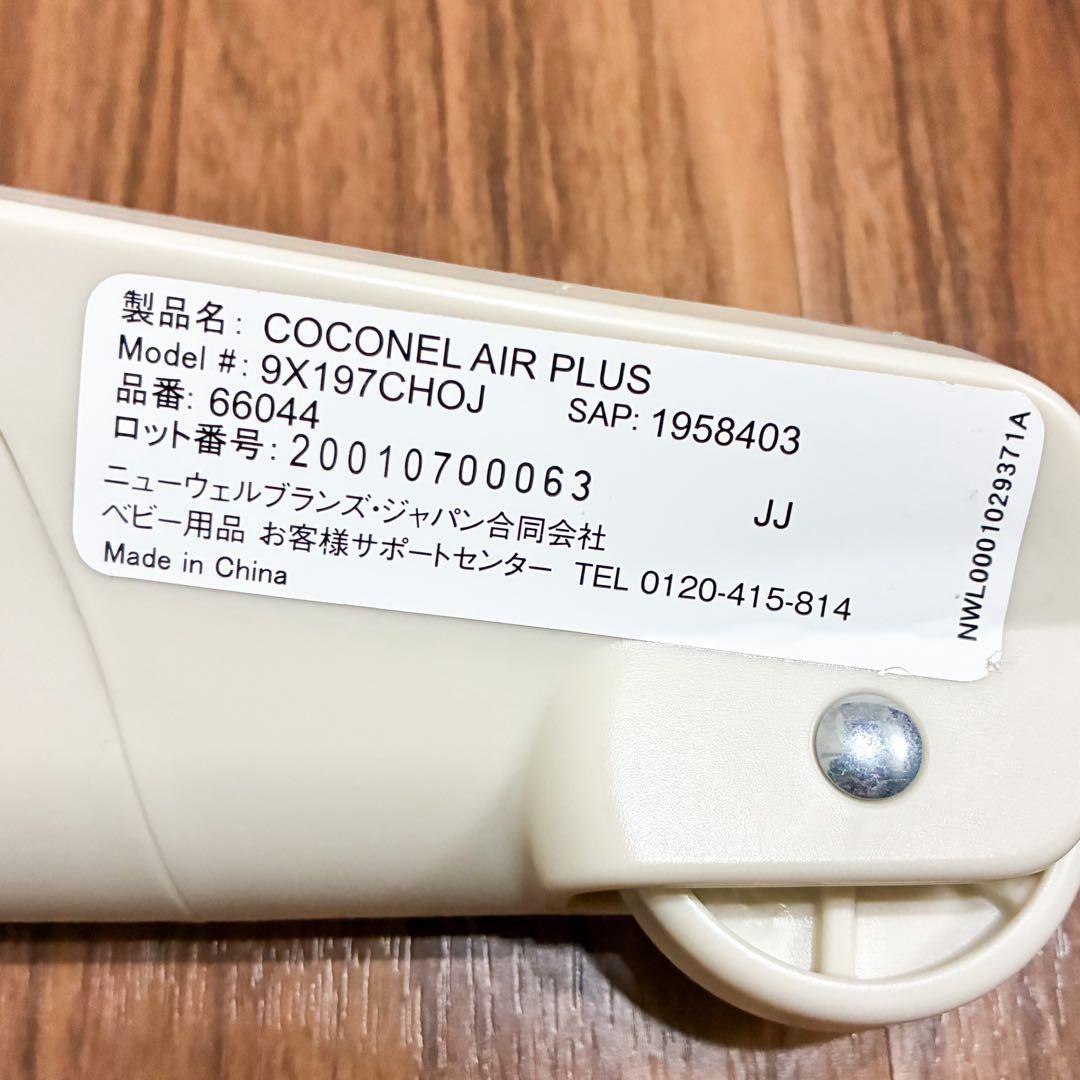 製品名: COCONEL AIR PLUS
Model #: 9X197CHOJ SAP: 1958403
品番: 66044
ロット番号: 20010700063
JJ
ニューウェルブランズ・ジャパン合同会社
ベビー用品 お客様サポートセンター TEL 0120-415-814
Made in China
NWL0001029371A